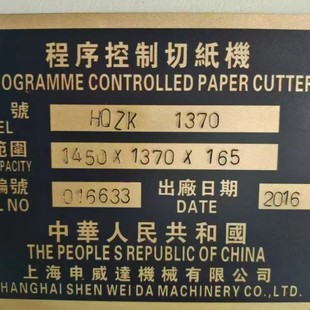 程序控制切紙機
OGRAMME CONTROLLED PAPER CUTTER
號 HQZK 1370
EL
範圍 1450 X 1370 X 165
APACITY
編號 016633 出廠日期 2016
L NO DATE
中華人民共和國
THE PEOPLE S REPUBLIC OF CHINA
上海申威達機械有限公司
SHANGHAI SHEN WEI DA MACHINERY CO., LTD